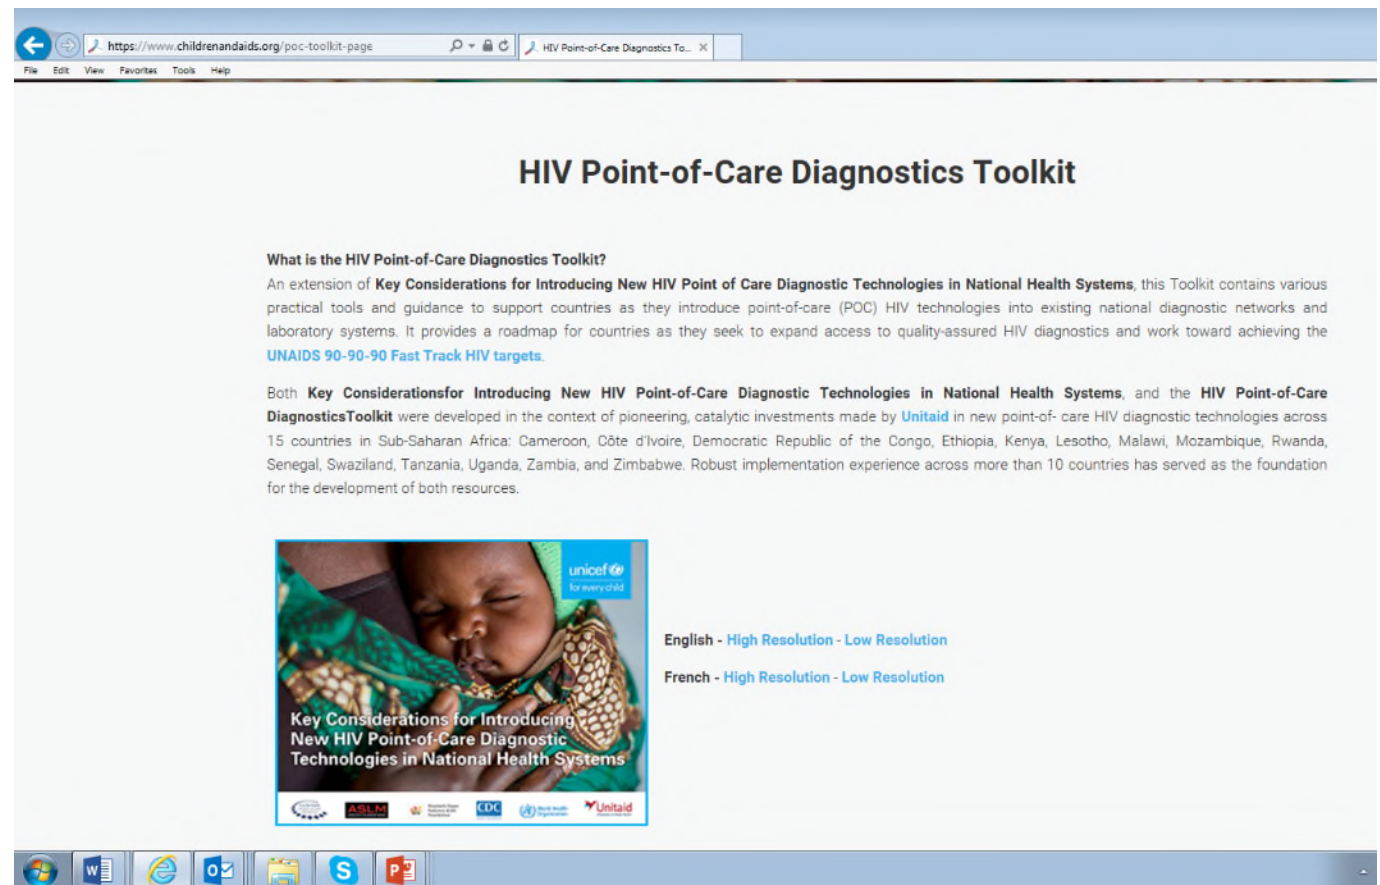 https://www.childrenandaids.org/poc-toolkit-page
HIV Point-of-Care Diagnostics To...
File Edit View Favorites Tools Help
HIV Point-of-Care Diagnostics Toolkit
What is the HIV Point-of-Care Diagnostics Toolkit?
An extension of Key Considerations for Introducing New HIV Point of Care Diagnostic Technologies in National Health Systems, this Toolkit contains various
practical tools and guidance to support countries as they introduce point-of-care (POC) HIV technologies into existing national diagnostic networks and
laboratory systems. It provides a roadmap for countries as they seek to expand access to quality-assured HIV diagnostics and work toward achieving the
UNAIDS 90-90-90 Fast Track HIV targets.
Both Key Considerationsfor Introducing New HIV Point-of-Care Diagnostic Technologies in National Health Systems, and the HIV Point-of-Care
DiagnosticsToolkit were developed in the context of pioneering, catalytic investments made by Unitaid in new point-of- care HIV diagnostic technologies across
15 countries in Sub-Saharan Africa: Cameroon, Côte d'Ivoire, Democratic Republic of the Congo, Ethiopia, Kenya, Lesotho, Malawi, Mozambique, Rwanda,
Senegal, Swaziland, Tanzania, Uganda, Zambia, and Zimbabwe. Robust implementation experience across more than 10 countries has served as the foundation
for the development of both resources.
unicef
for every child
English - High Resolution - Low Resolution
French - High Resolution - Low Resolution
Key Considerations for Introducing
New HIV Point-of-Care Diagnostic
Technologies in National Health Systems
ASLM
CDC
World Health
Organization
Unitaid